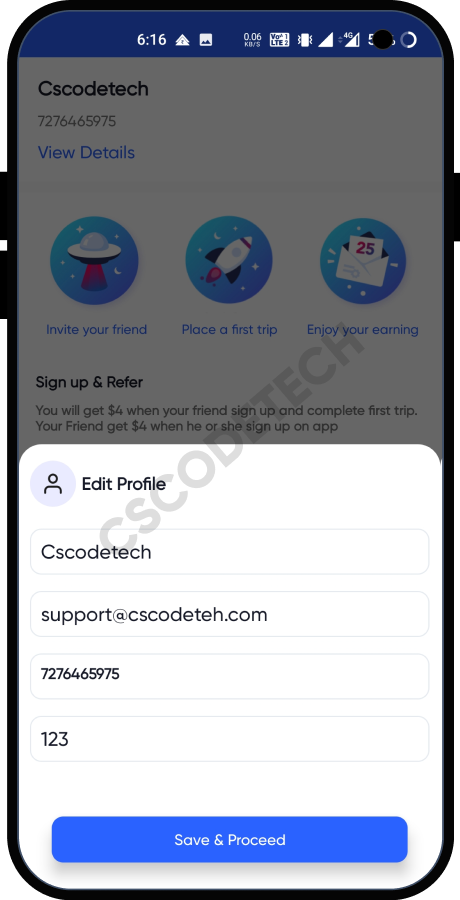 6:16 0.06 KB/S Vo) 1 LTE 2 4G
Cscodetech
7276465975
View Details
25
Invite your friend Place a first trip Enjoy your earning
Sign up & Refer
You will get $4 when your friend sign up and complete first trip.
Your Friend get $4 when he or she sign up on app
CSCODETECH
Edit Profile
Cscodetech
support@cscodeteh.com
7276465975
123
Save & Proceed